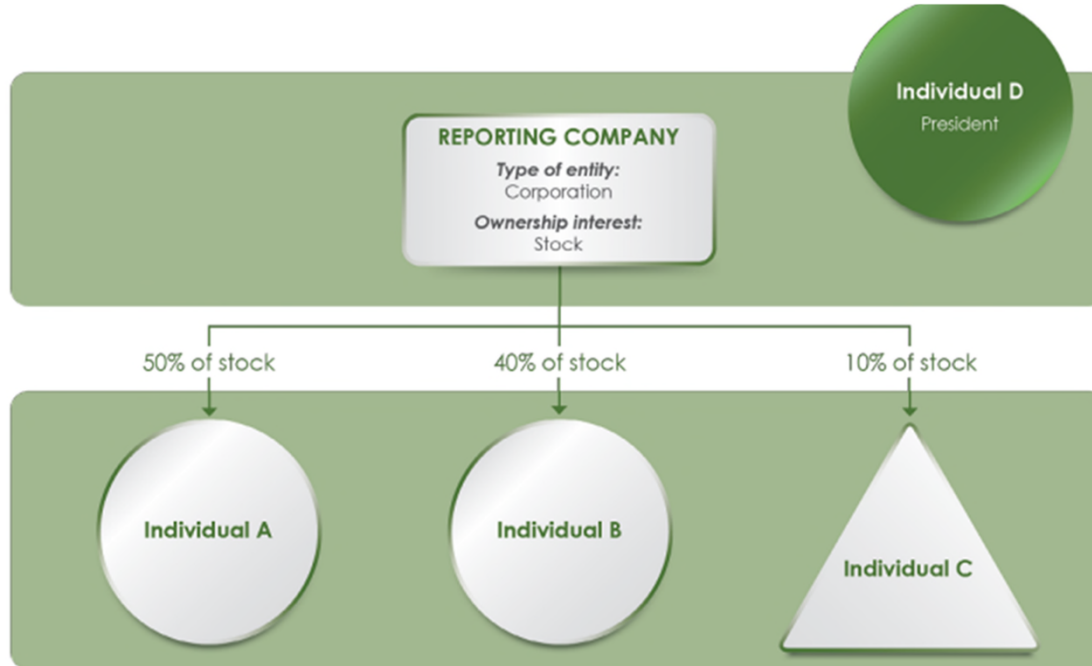 Individual D
President
REPORTING COMPANY
Type of entity:
Corporation
Ownership interest:
Stock
50% of stock
40% of stock
10% of stock
Individual A
Individual B
Individual C